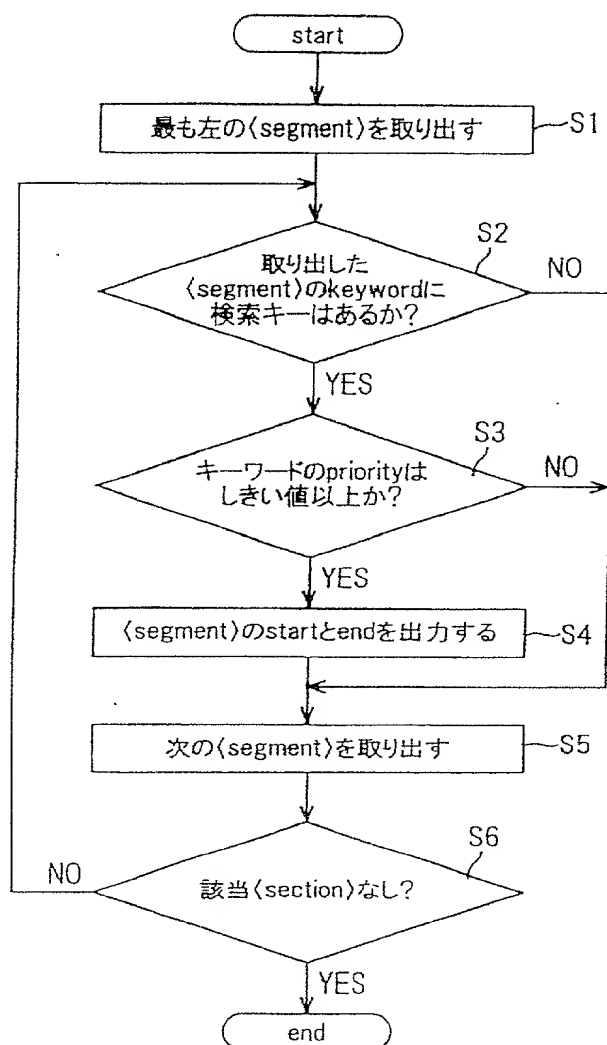 start
最も左の〈segment〉を取り出す
S1
S2
取り出した
〈segment〉のkeywordに
検索キーはあるか?
NO
YES
S3
キーワードのpriorityは
しきい値以上か?
NO
YES
〈segment〉のstartとendを出力する
S4
次の〈segment〉を取り出す
S5
S6
NO
該当〈section〉なし?
YES
end